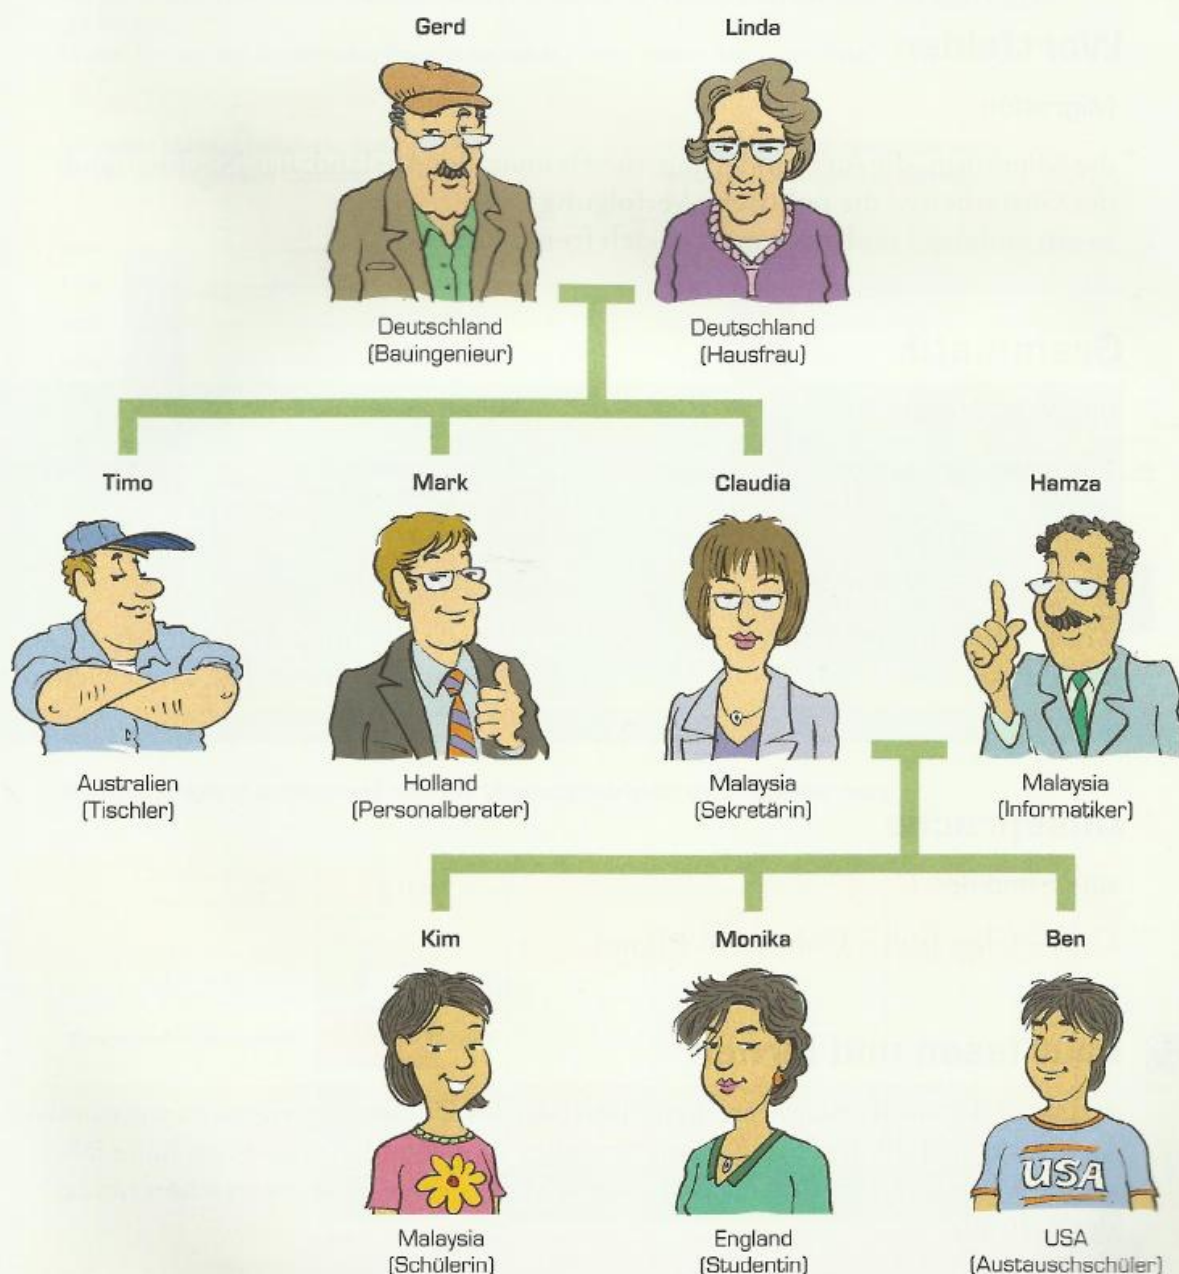 Gerd
Linda
Deutschland
(Bauingenieur)
Deutschland
(Hausfrau)
Timo
Mark
Claudia
Hamza
Australien
(Tischler)
Holland
(Personalberater)
Malaysia
(Sekretärin)
Malaysia
(Informatiker)
Kim
Monika
Ben
USA
Malaysia
(Schülerin)
England
(Studentin)
USA
(Austauschschüler)